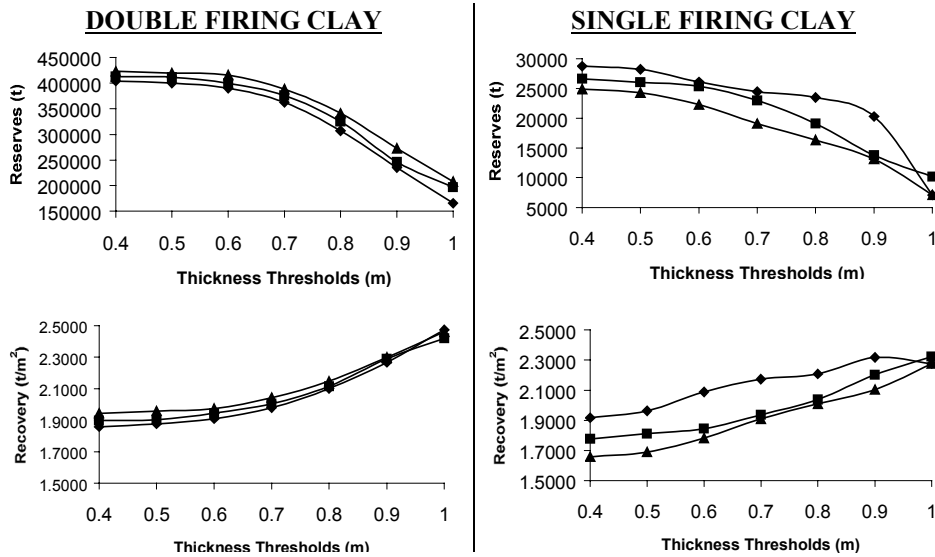 DOUBLE FIRING CLAY
450000
400000
350000
300000
250000
200000
150000
Reserves (t)
0.4 0.5 0.6 0.7 0.8 0.9 1
Thickness Thresholds (m)
2.5000
2.3000
2.1000
1.9000
1.7000
1.5000
Recovery (t/m²)
0.4 0.5 0.6 0.7 0.8 0.9 1
Thickness Thresholds (m)
SINGLE FIRING CLAY
30000
25000
20000
15000
10000
5000
Reserves (t)
0.4 0.5 0.6 0.7 0.8 0.9 1
Thickness Thresholds (m)
2.5000
2.3000
2.1000
1.9000
1.7000
1.5000
Recovery (t/m²)
0.4 0.5 0.6 0.7 0.8 0.9 1
Thickness Thresholds (m)